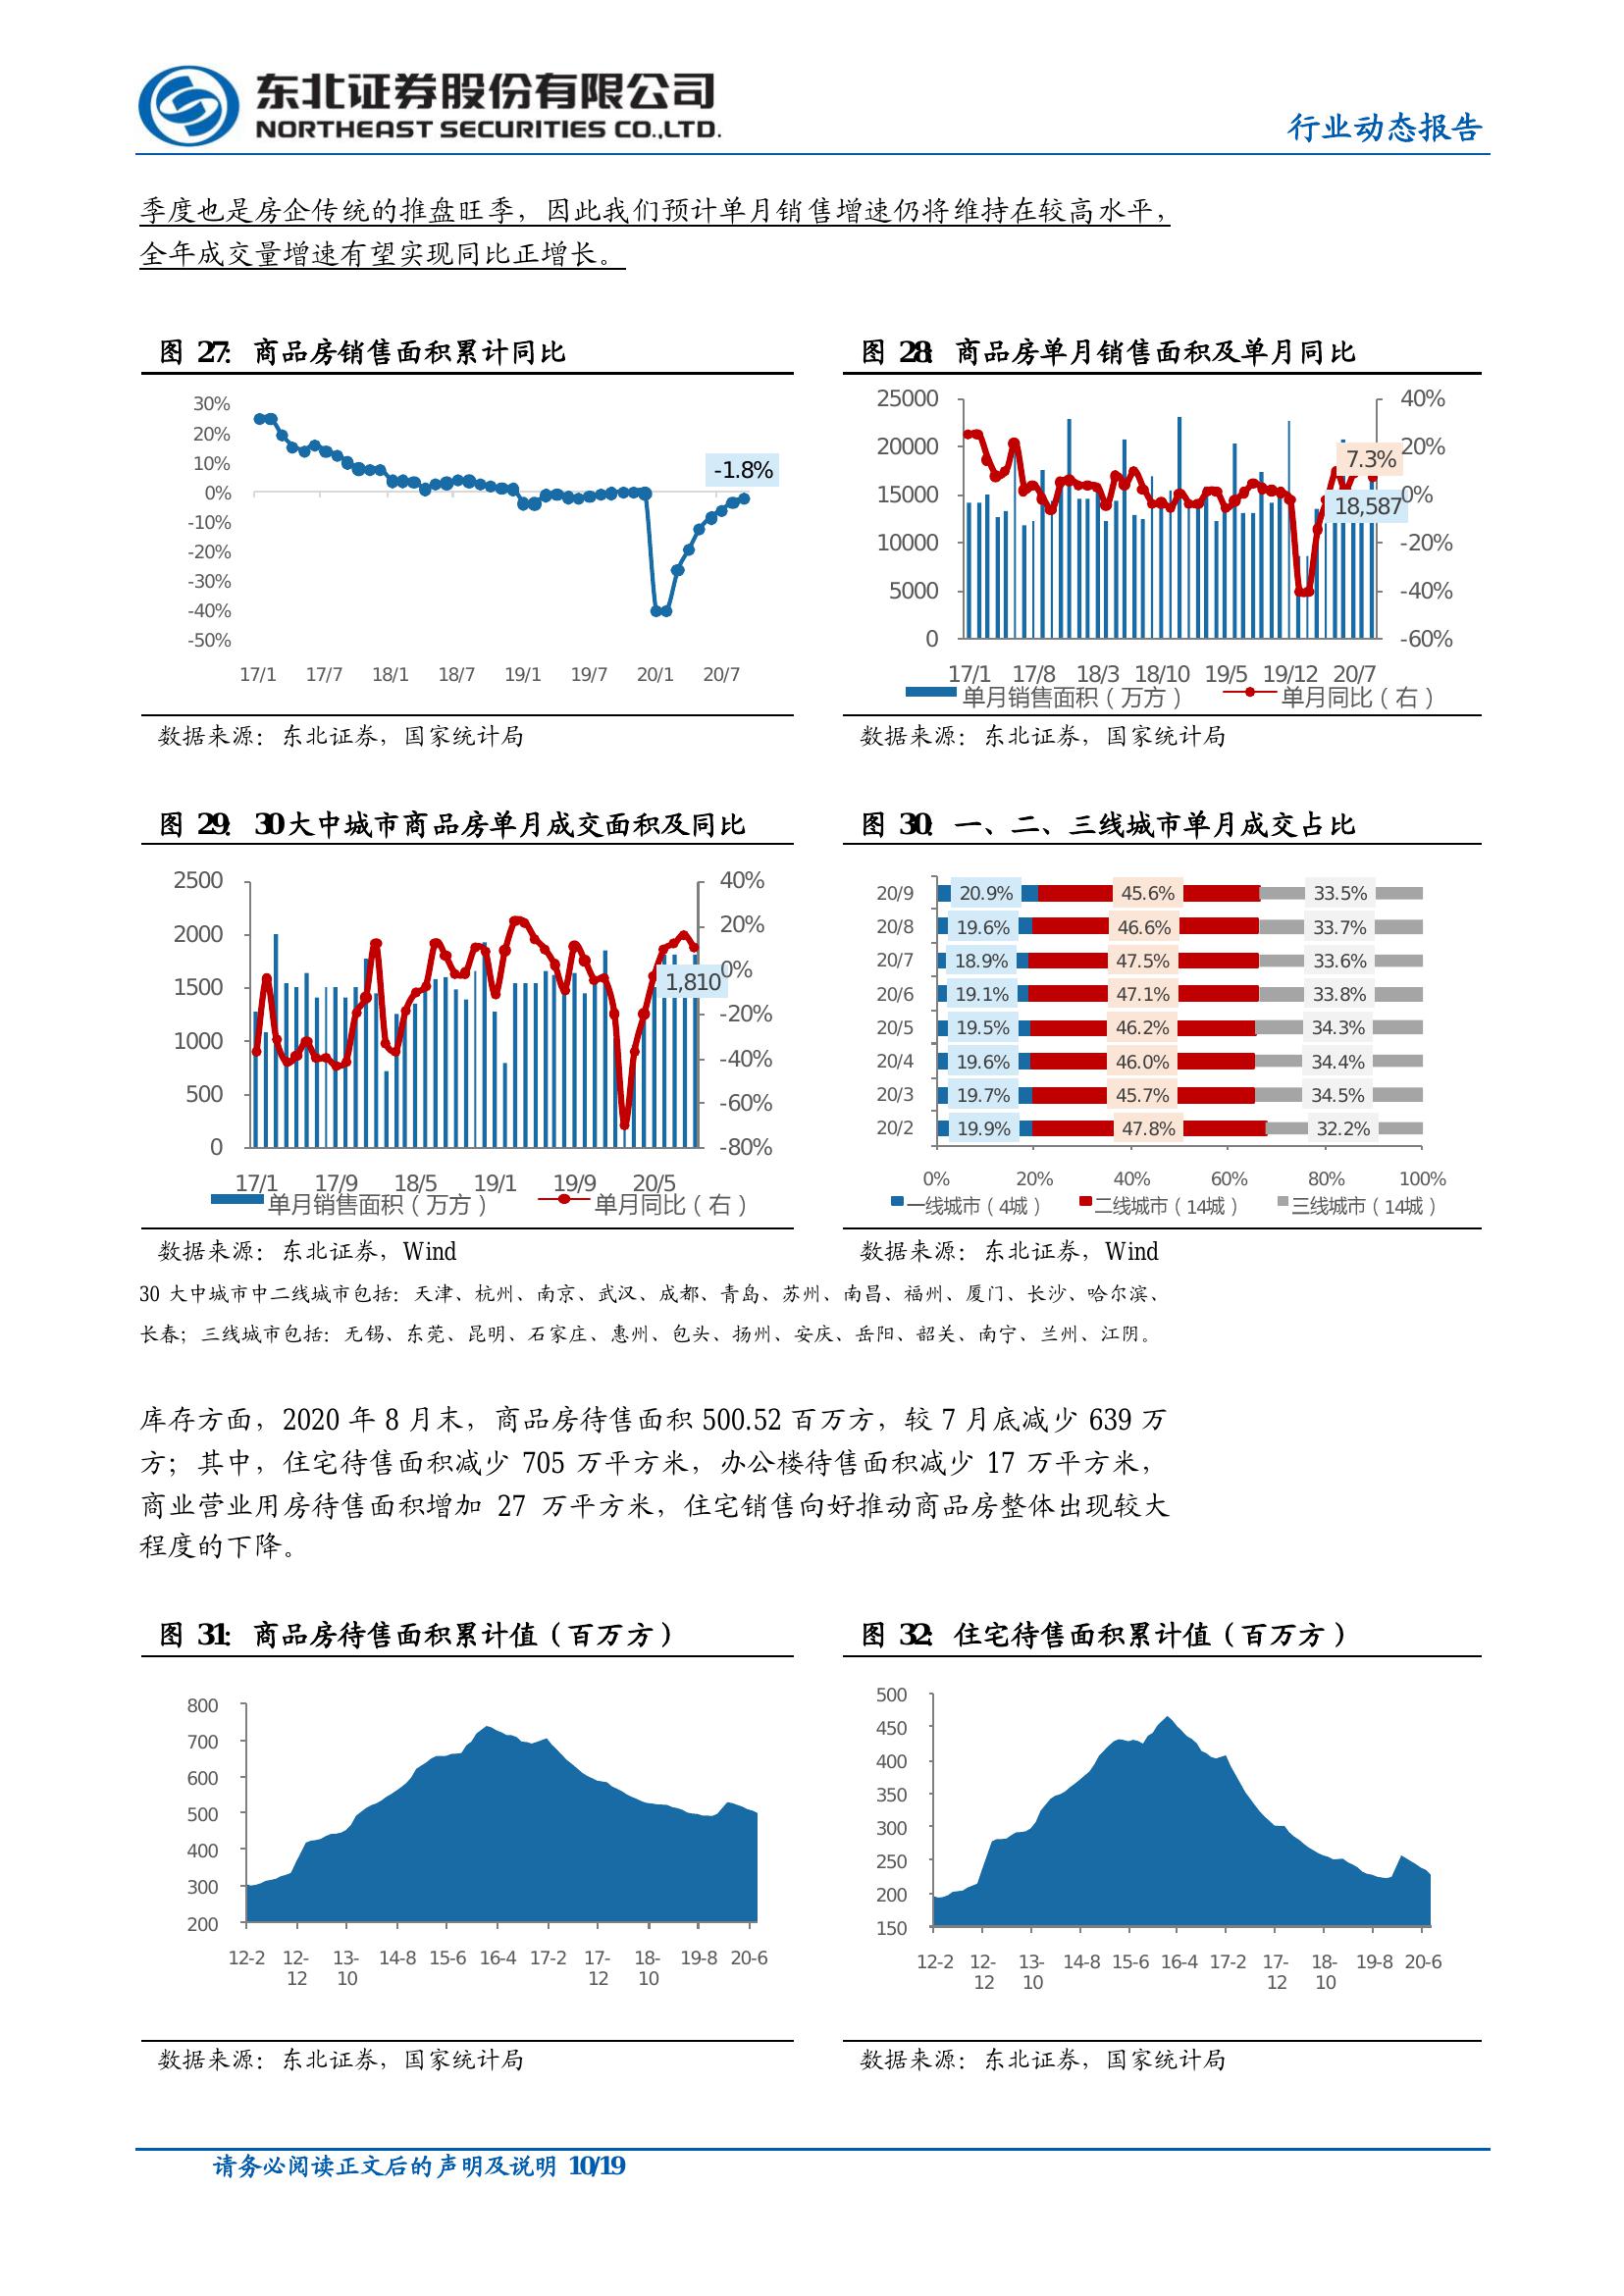 东北证券股份有限公司
NORTHEAST SECURITIES CO.,LTD.
行业动态报告
季度也是房企传统的推盘旺季，因此我们预计单月销售增速仍将维持在较高水平，
全年成交量增速有望实现同比正增长。
图 27： 商品房销售面积累计同比
30%
20%
10%
0%
-10%
-20%
-30%
-40%
-50%
-1.8%
17/1 17/7 18/1 18/7 19/1 19/7 20/1 20/7
数据来源：东北证券，国家统计局
图 28： 商品房单月销售面积及单月同比
25000
20000
15000
10000
5000
0
40%
20%
0%
-20%
-40%
-60%
7.3%
18,587
17/1 17/8 18/3 18/10 19/5 19/12 20/7
单月销售面积（万方） 单月同比（右）
数据来源：东北证券，国家统计局
图 29： 30 大中城市商品房单月成交面积及同比
2500
2000
1500
1000
500
0
40%
20%
0%
-20%
-40%
-60%
-80%
1,810
17/1 17/9 18/5 19/1 19/9 20/5
单月销售面积（万方） 单月同比（右）
数据来源：东北证券，Wind
图 30： 一、二、三线城市单月成交占比
20/9 20.9% 45.6% 33.5%
20/8 19.6% 46.6% 33.7%
20/7 18.9% 47.5% 33.6%
20/6 19.1% 47.1% 33.8%
20/5 19.5% 46.2% 34.3%
20/4 19.6% 46.0% 34.4%
20/3 19.7% 45.7% 34.5%
20/2 19.9% 47.8% 32.2%
0% 20% 40% 60% 80% 100%
一线城市（4城） 二线城市（14城） 三线城市（14城）
数据来源：东北证券，Wind
30 大中城市中二线城市包括：天津、杭州、南京、武汉、成都、青岛、苏州、南昌、福州、厦门、长沙、哈尔滨、
长春；三线城市包括：无锡、东莞、昆明、石家庄、惠州、包头、扬州、安庆、岳阳、韶关、南宁、兰州、江阴。
库存方面，2020 年 8 月末，商品房待售面积 500.52 百万方，较 7 月底减少 639 万
方；其中，住宅待售面积减少 705 万平方米，办公楼待售面积减少 17 万平方米，
商业营业用房待售面积增加 27 万平方米，住宅销售向好推动商品房整体出现较大
程度的下降。
图 31： 商品房待售面积累计值（百万方）
800
700
600
500
400
300
200
12-2 12-12 13-10 14-8 15-6 16-4 17-2 17-12 18-10 19-8 20-6
数据来源：东北证券，国家统计局
图 32： 住宅待售面积累计值（百万方）
500
450
400
350
300
250
200
150
12-2 12-12 13-10 14-8 15-6 16-4 17-2 17-12 18-10 19-8 20-6
数据来源：东北证券，国家统计局
请务必阅读正文后的声明及说明 10/19